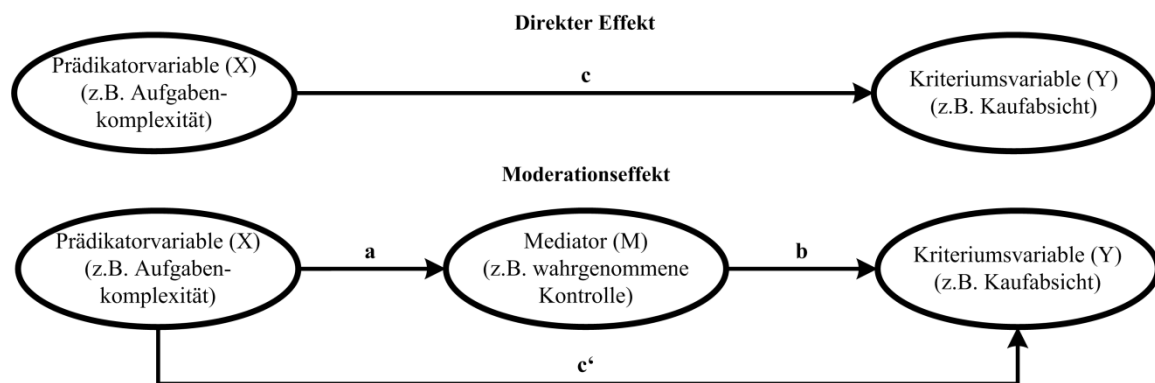 Direkter Effekt
Prädikatorvariable (X)
(z.B. Aufgaben-
komplexität)
c
Kriteriumsvariable (Y)
(z.B. Kaufabsicht)
Moderationseffekt
Prädikatorvariable (X)
(z.B. Aufgaben-
komplexität)
a
Mediator (M)
(z.B. wahrgenommene
Kontrolle)
b
Kriteriumsvariable (Y)
(z.B. Kaufabsicht)
c‘